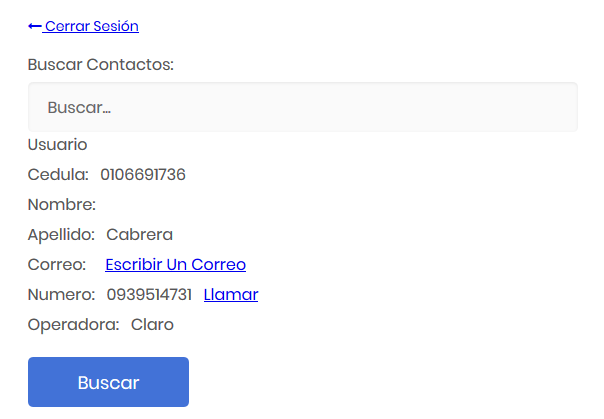 Cerrar Sesión
Buscar Contactos:
Buscar...
Usuario
Cedula: 0106691736
Nombre:
Apellido: Cabrera
Correo: Escribir Un Correo
Numero: 0939514731 Llamar
Operadora: Claro
Buscar